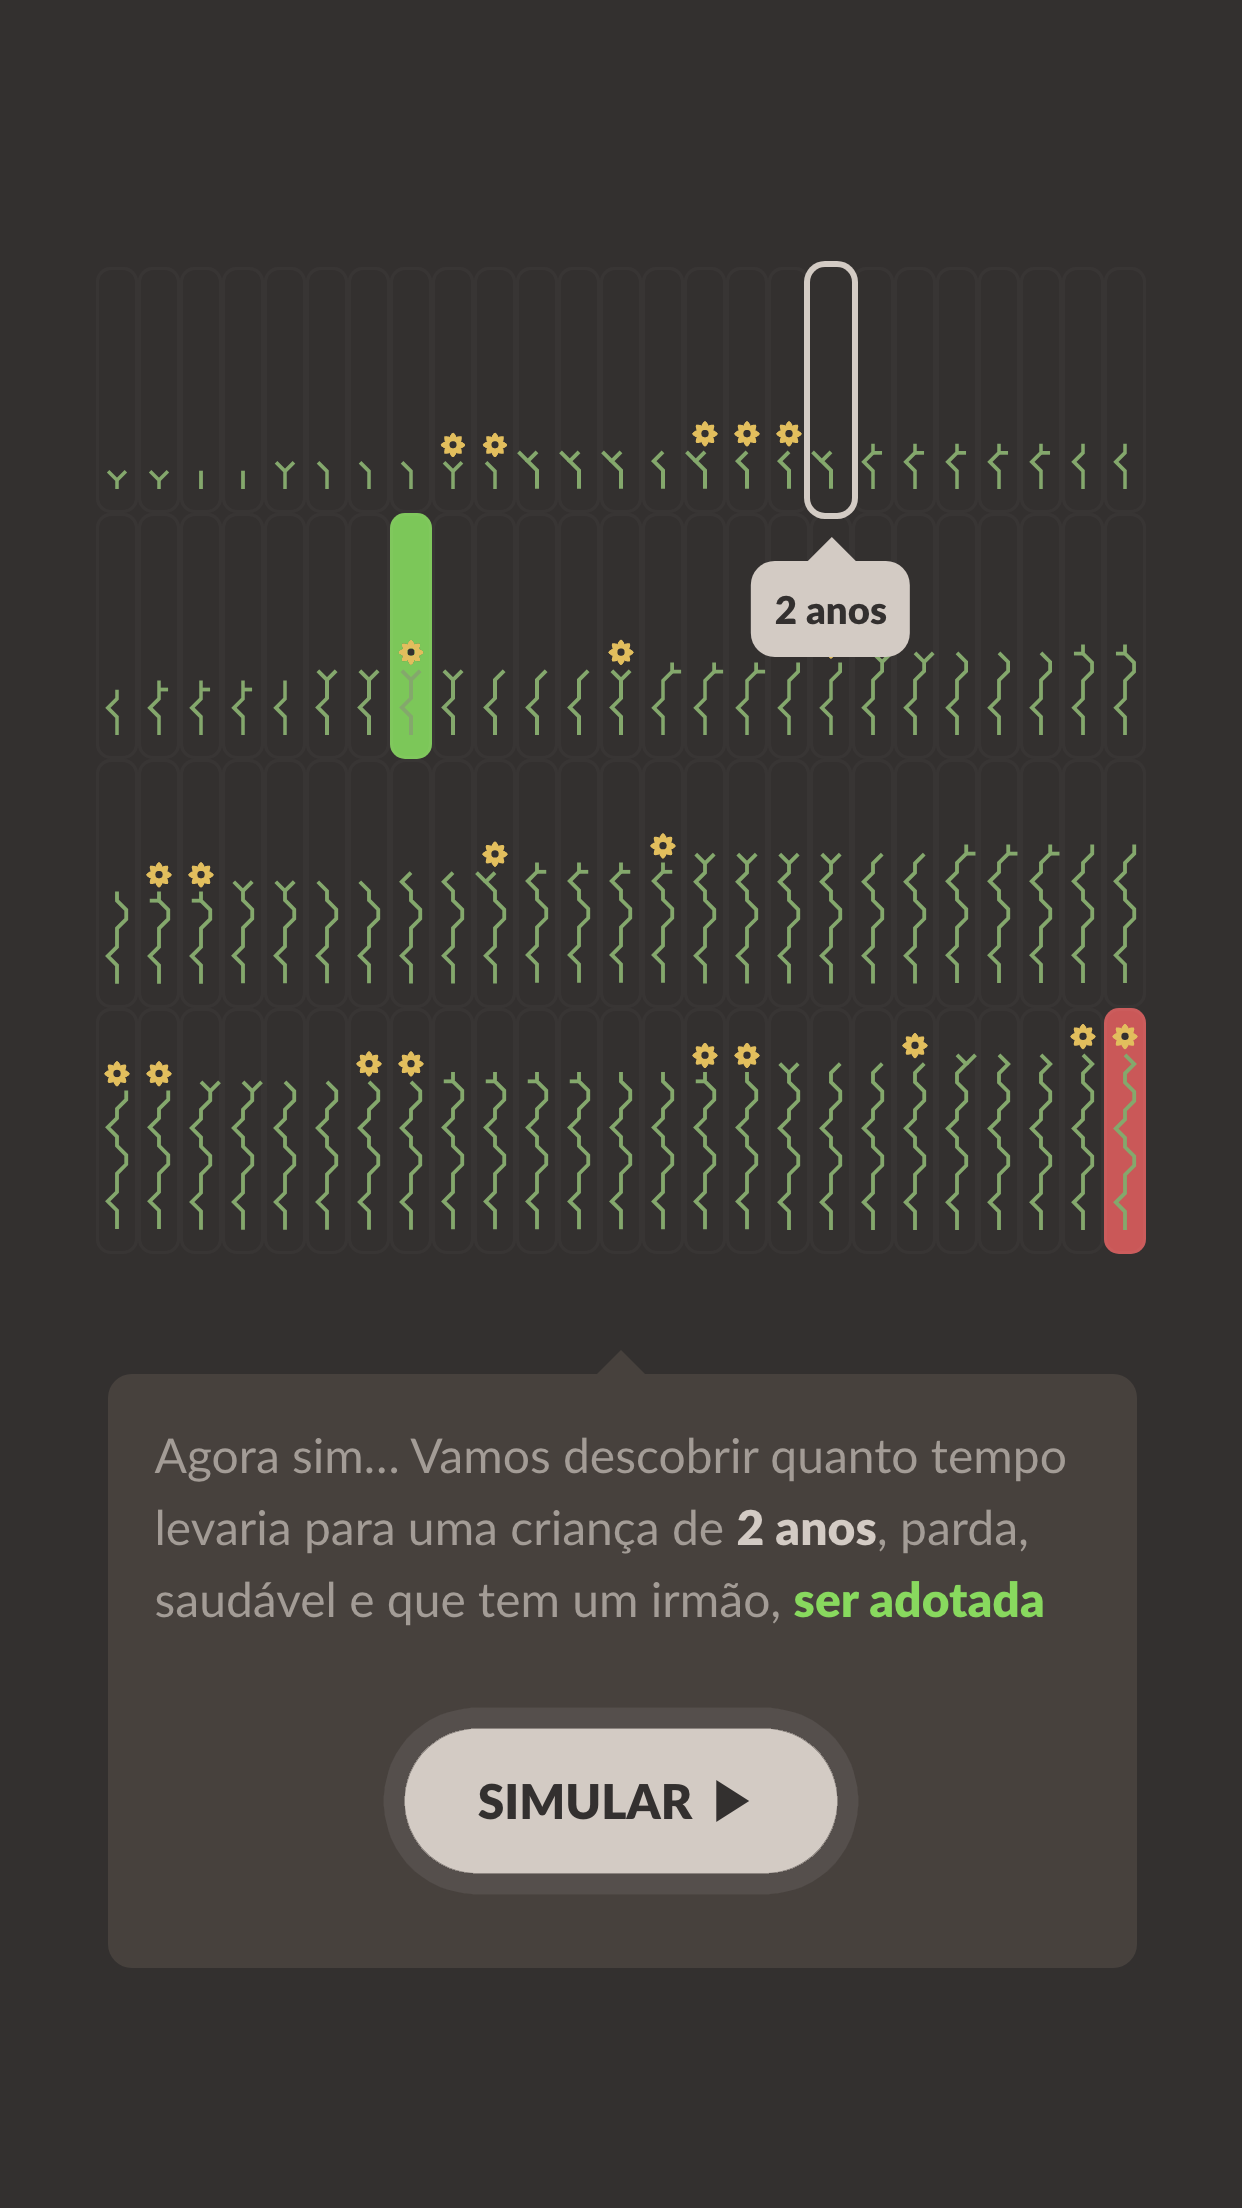 2 anos
Agora sim... Vamos descobrir quanto tempo
levaria para uma criança de 2 anos, parda,
saudável e que tem um irmão, ser adotada
SIMULAR